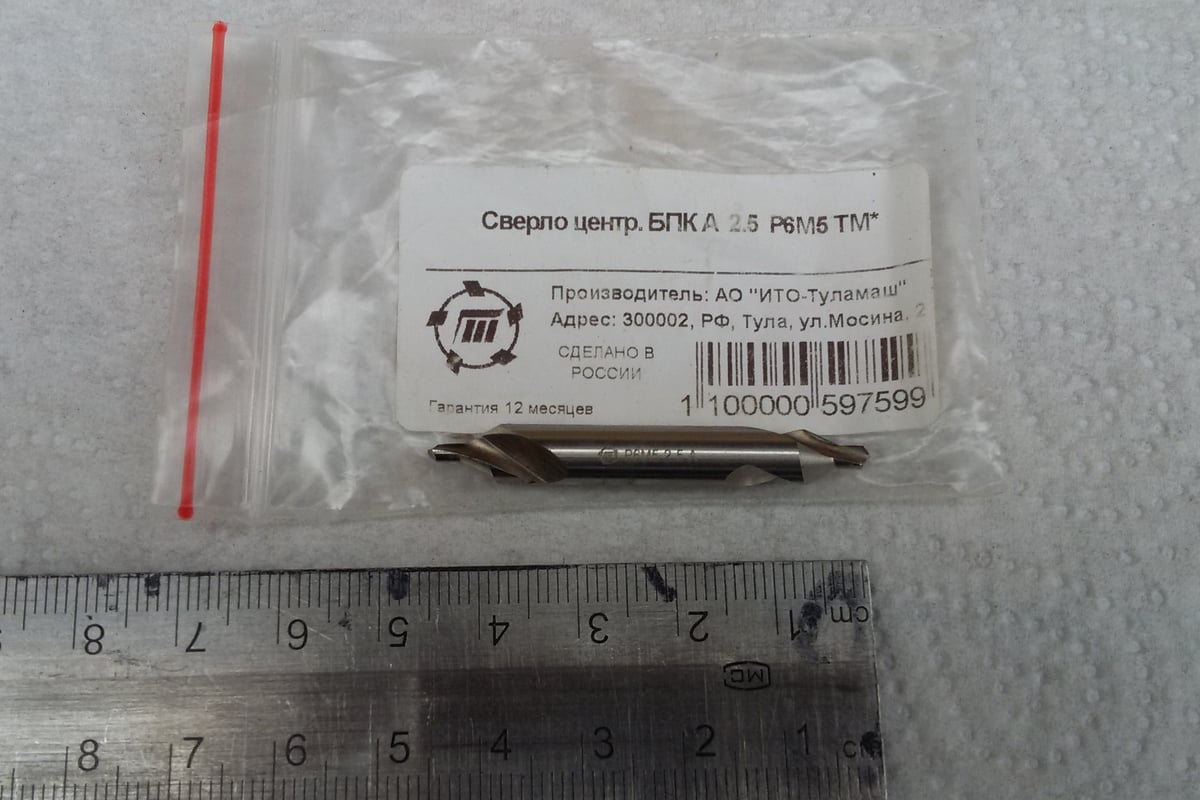 Сверло центр. БПК А 2.5 Р6М5 ТМ*
Производитель: АО "ИТО-Туламаш"
Адрес: 300002, РФ, Тула, ул.Мосина, 2
СДЕЛАНО В
РОССИИ
Гарантия 12 месяцев
1 100000 597599
Р6М5 2,5 А
8 7 6 5 4 3 2 1 cm
МС
8 7 6 5 4 3 2 1